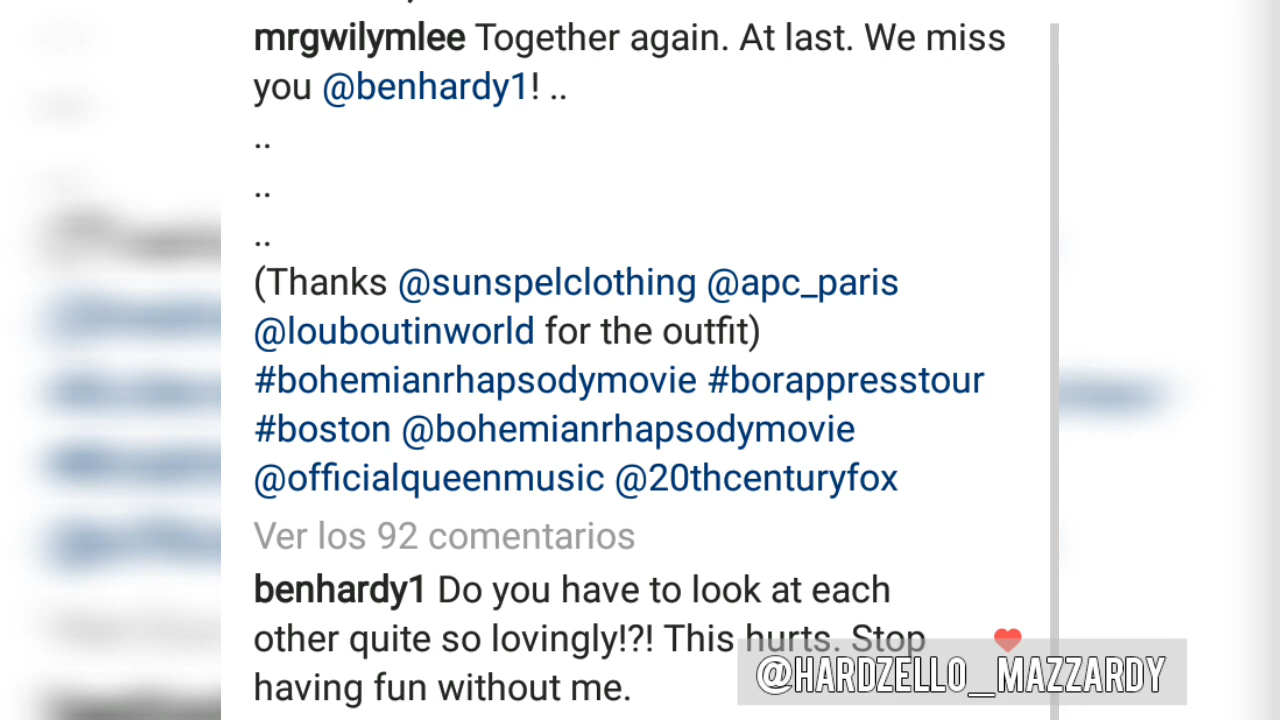 mrgwilymlee Together again. At last. We miss
you @benhardy1! ..
..
..
..
(Thanks @sunspelclothing @apc_paris
@louboutinworld for the outfit)
#bohemianrhapsodymovie #borappresstour
#boston @bohemianrhapsodymovie
@officialqueenmusic @20thcenturyfox
Ver los 92 comentarios
benhardy1 Do you have to look at each
other quite so lovingly!?! This hurts. Stop
having fun without me.
@HARDZELLO_MAZZARDY